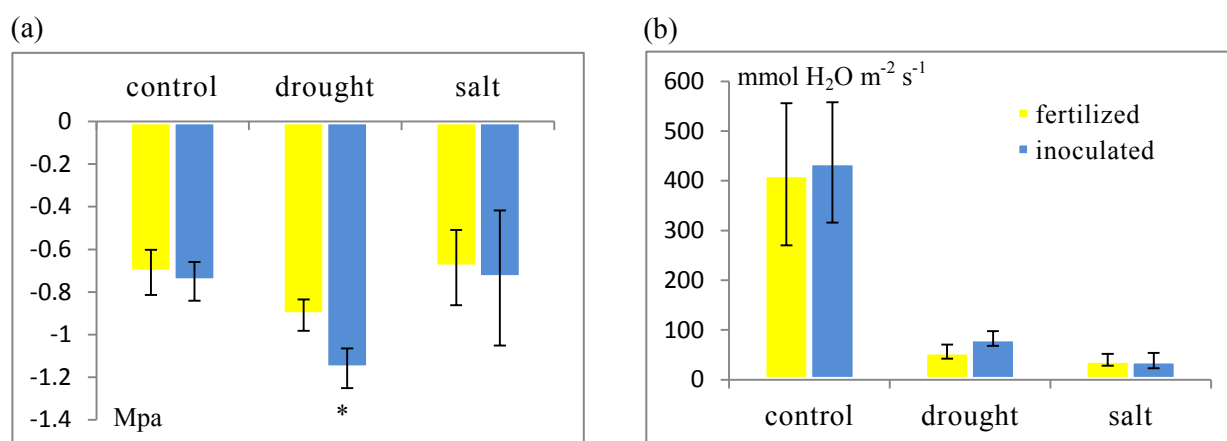 (a)
control drought salt
0
-0.2
-0.4
-0.6
-0.8
-1
-1.2
-1.4
Mpa
*
(b)
mmol H₂O m⁻² s⁻¹
600
500
400
300
200
100
0
fertilized
inoculated
control drought salt